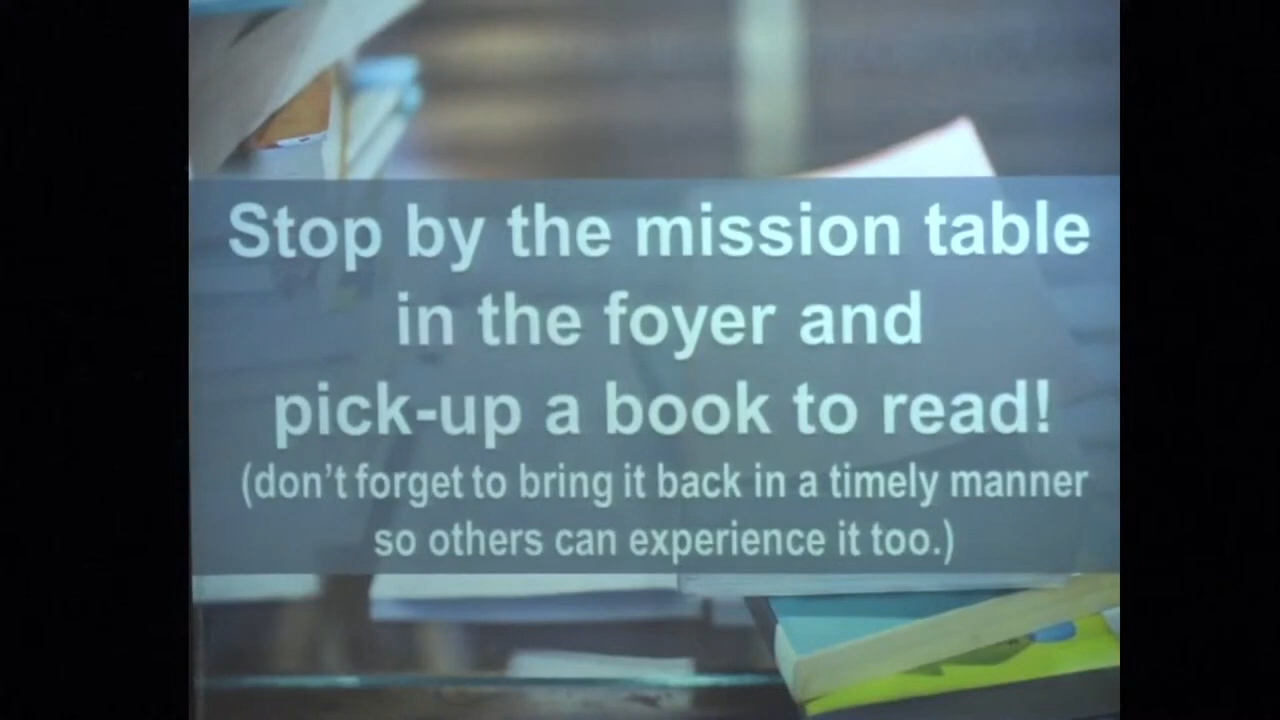 Stop by the mission table
in the foyer and
pick-up a book to read!
(don't forget to bring it back in a timely manner
so others can experience it too.)